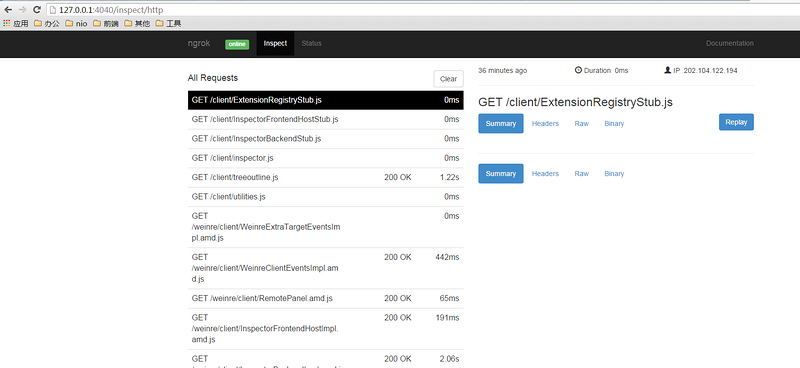 127.0.0.1:4040/inspect/http
应用 办公 nio 前端 其他 工具
ngrok online Inspect Status Documentation
All Requests Clear
GET /client/ExtensionRegistryStub.js 0ms
GET /client/InspectorFrontendHostStub.js 0ms
GET /client/InspectorBackendStub.js 0ms
GET /client/inspector.js 0ms
GET /client/treeoutline.js 200 OK 1.22s
GET /client/utilities.js 0ms
GET 0ms
/weinre/client/WeinreExtraTargetEventsIm
pl.amd.js
GET 200 OK 442ms
/weinre/client/WeinreClientEventsImpl.am
d.js
GET /weinre/client/RemotePanel.amd.js 200 OK 65ms
GET 200 OK 191ms
/weinre/client/InspectorFrontendHostImpl.
amd.js
GET 200 OK 2.06s
36 minutes ago Duration 0ms IP 202.104.122.194
GET /client/ExtensionRegistryStub.js
Summary Headers Raw Binary Replay
Summary Headers Raw Binary